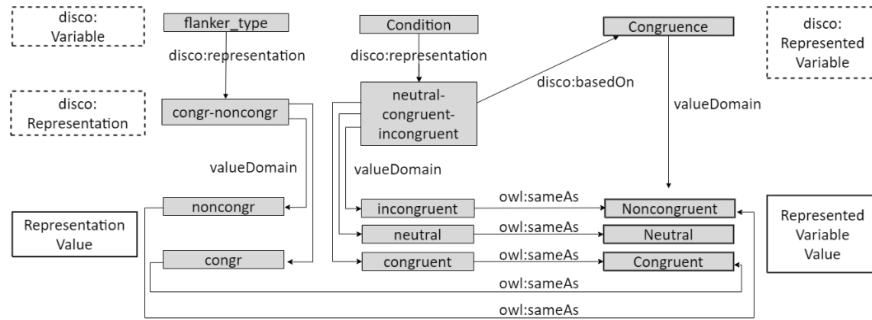 disco:
Variable
flanker_type
Condition
Congruence
disco:
Represented
Variable
disco:representation
disco:representation
disco:basedOn
disco:
Representation
congr-noncongr
neutral-
congruent-
incongruent
valueDomain
valueDomain
valueDomain
Representation
Value
noncongr
incongruent
owl:sameAs
Noncongruent
neutral
owl:sameAs
Neutral
congr
congruent
owl:sameAs
Congruent
Represented
Variable
Value
owl:sameAs
owl:sameAs